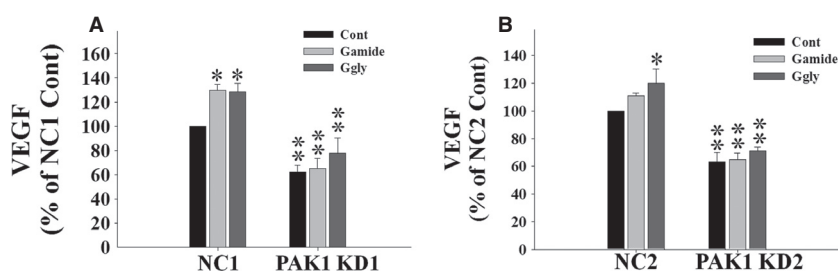 A
Cont
Gamide
Ggly
VEGF
(% of NC1 Cont)
160
140
120
100
80
60
40
20
0
* *
** ** **
NC1 PAK1 KD1
B
Cont
Gamide
Ggly
VEGF
(% of NC2 Cont)
140
120
100
80
60
40
20
0
*
** ** **
NC2 PAK1 KD2